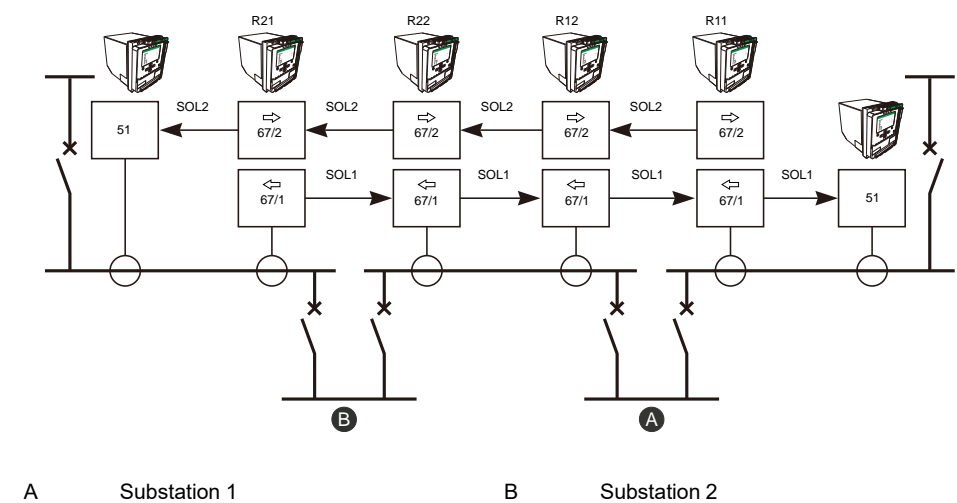 R21 R22 R12 R11
SOL2 SOL2 SOL2 SOL2
51 67/2 67/2 67/2 67/2
SOL1 SOL1 SOL1 SOL1
67/1 67/1 67/1 67/1 51
B A
A Substation 1 B Substation 2